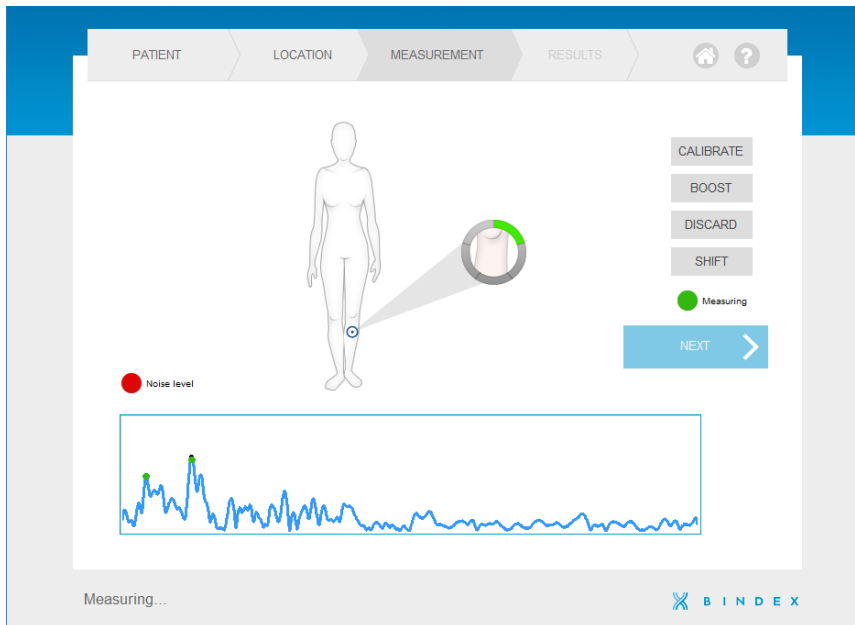 PATIENT
LOCATION
MEASUREMENT
RESULTS
?
CALIBRATE
BOOST
DISCARD
SHIFT
Measuring
NEXT
Noise level
Measuring...
BINDEX